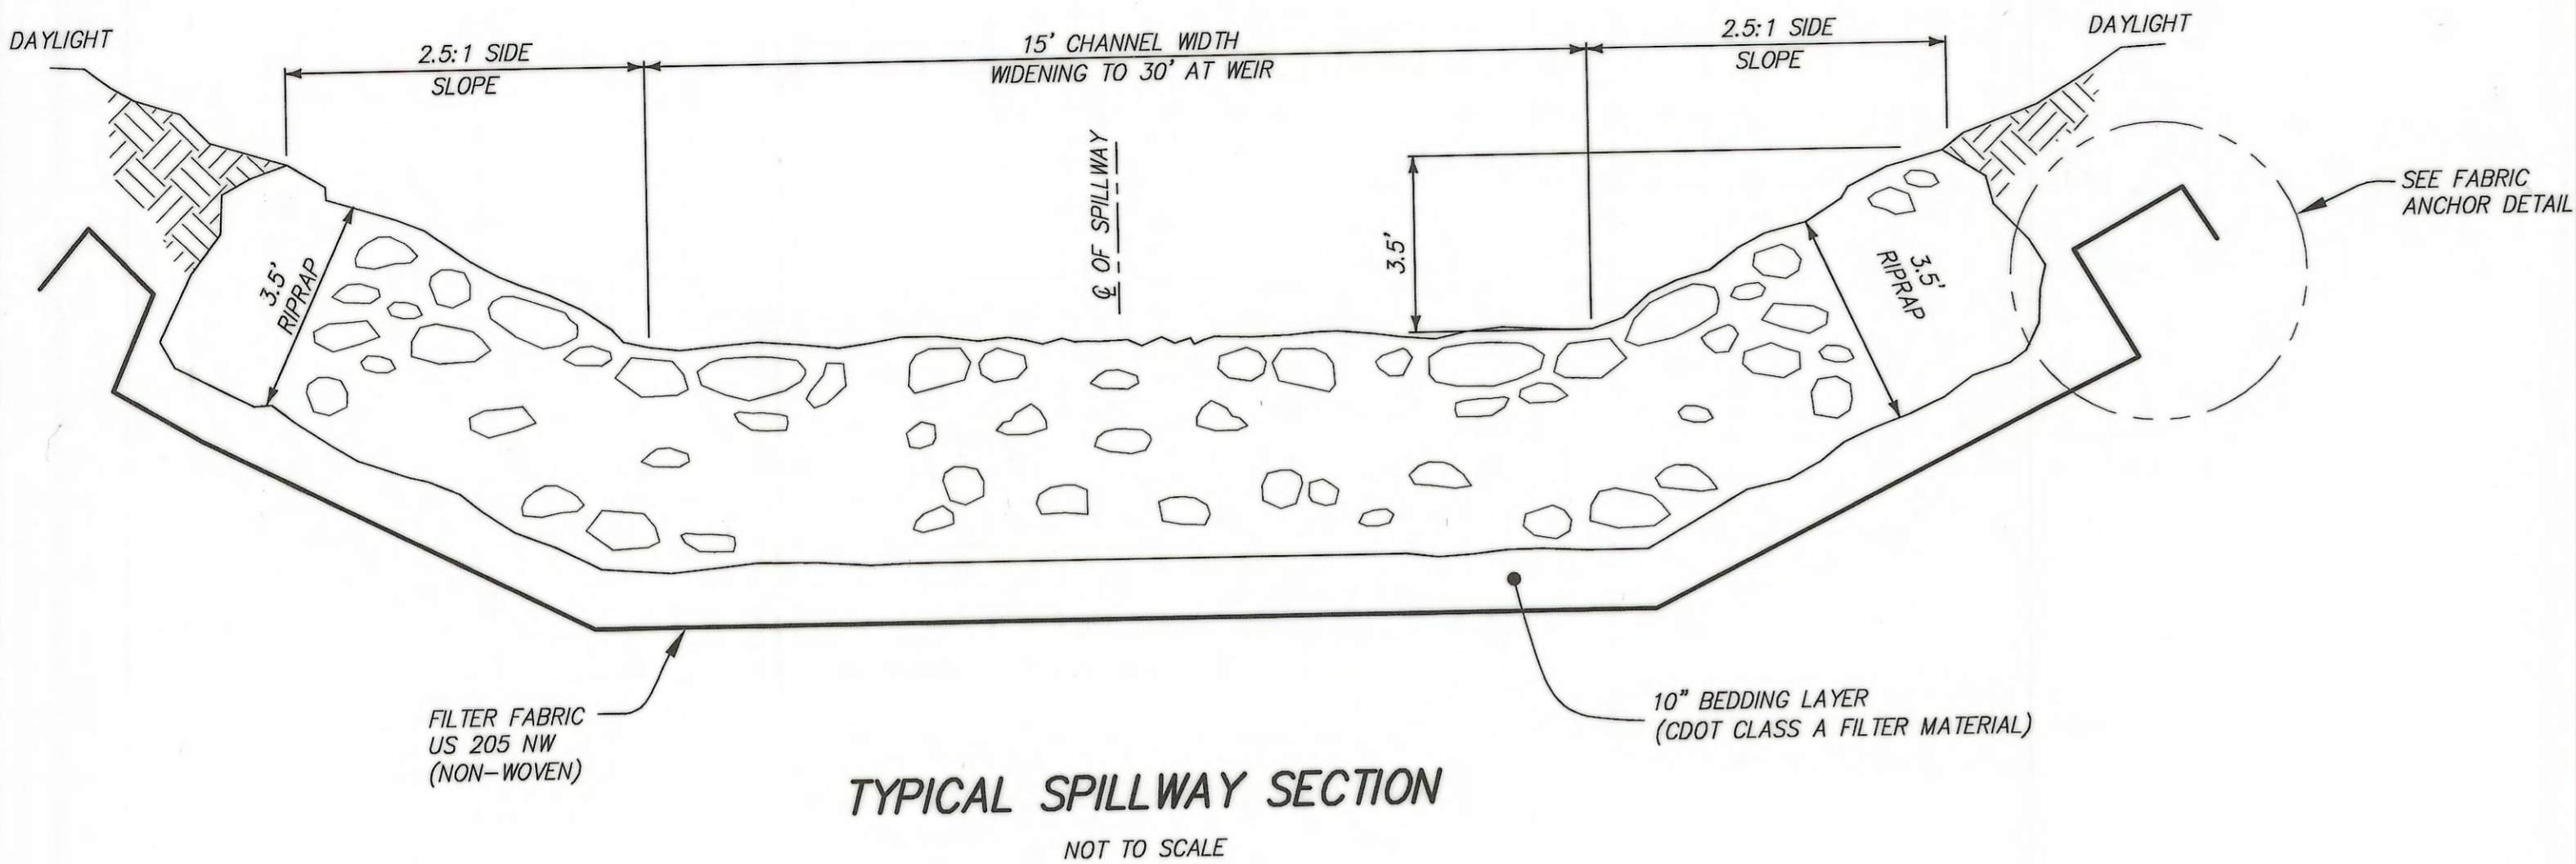 DAYLIGHT
2.5:1 SIDE
SLOPE
15' CHANNEL WIDTH
WIDENING TO 30' AT WEIR
2.5:1 SIDE
SLOPE
DAYLIGHT
SEE FABRIC
ANCHOR DETAIL
℄ OF SPILLWAY
3.5'
3.5'
RIPRAP
3.5'
RIPRAP
FILTER FABRIC
US 205 NW
(NON-WOVEN)
10" BEDDING LAYER
(CDOT CLASS A FILTER MATERIAL)
TYPICAL SPILLWAY SECTION
NOT TO SCALE